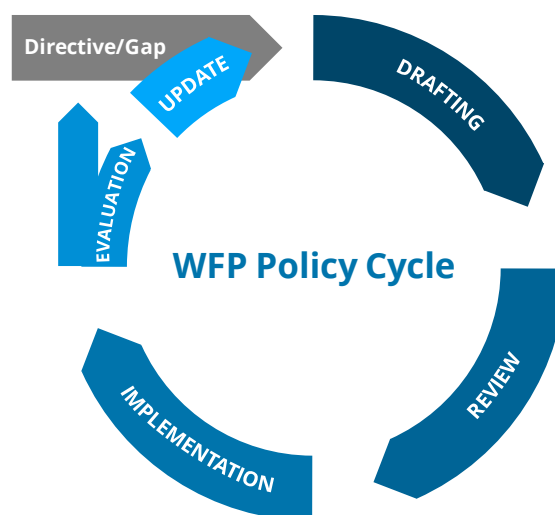 Directive/Gap
UPDATE
DRAFTING
EVALUATION
WFP Policy Cycle
REVIEW
IMPLEMENTATION